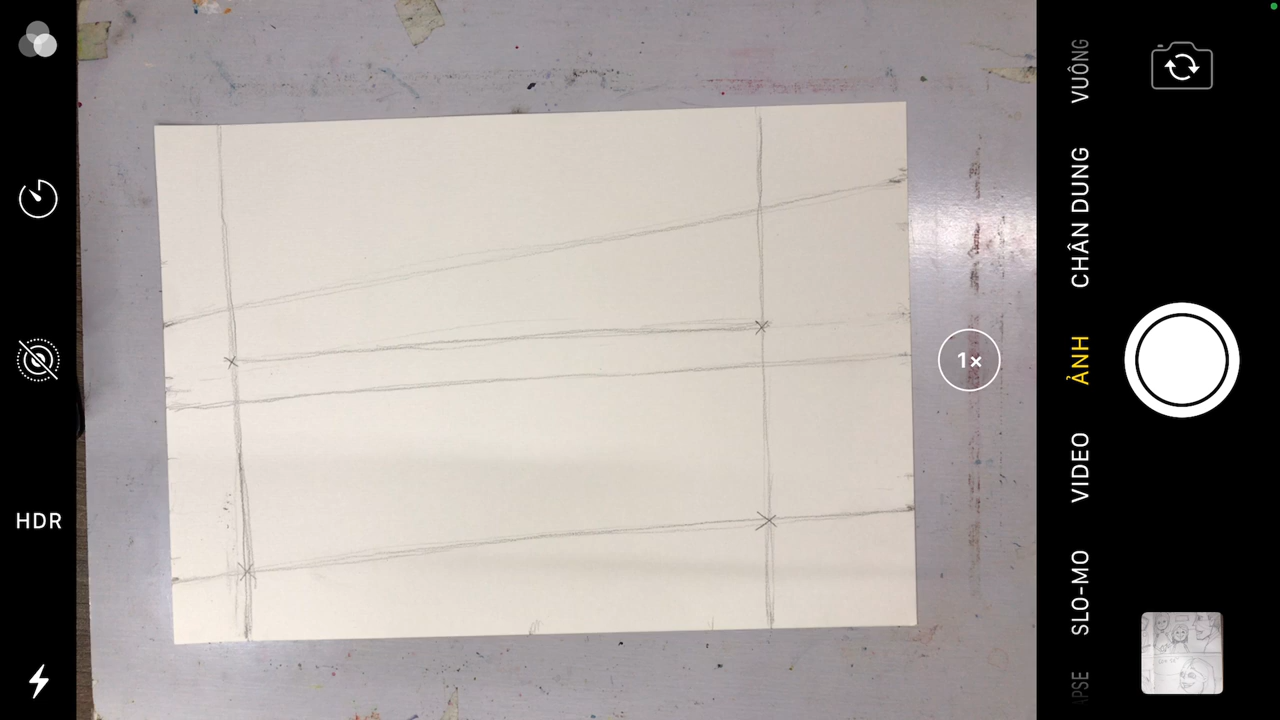 HDR
1×
VUÔNG
CHÂN DUNG
ẢNH
VIDEO
SLO-MO